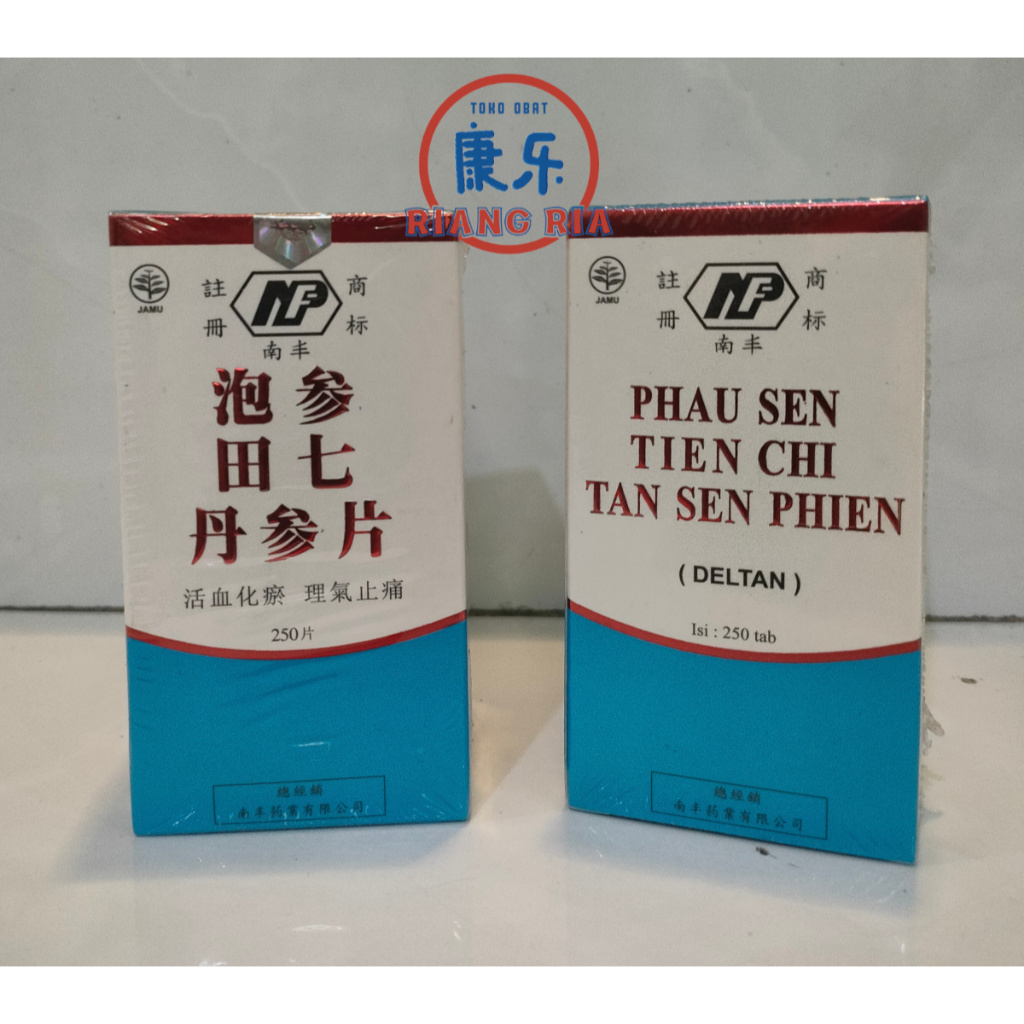 TOKO OBAT
康乐
RIANG RIA
JAMU
註冊
NF
商标
南丰
泡参
田七
丹参片
活血化瘀 理氣止痛
250片
總經銷
南丰药業有限公司
JAMU
註冊
NF
商标
南丰
PHAU SEN
TIEN CHI
TAN SEN PHIEN
( DELTAN )
Isi : 250 tab
總經銷
南丰药業有限公司